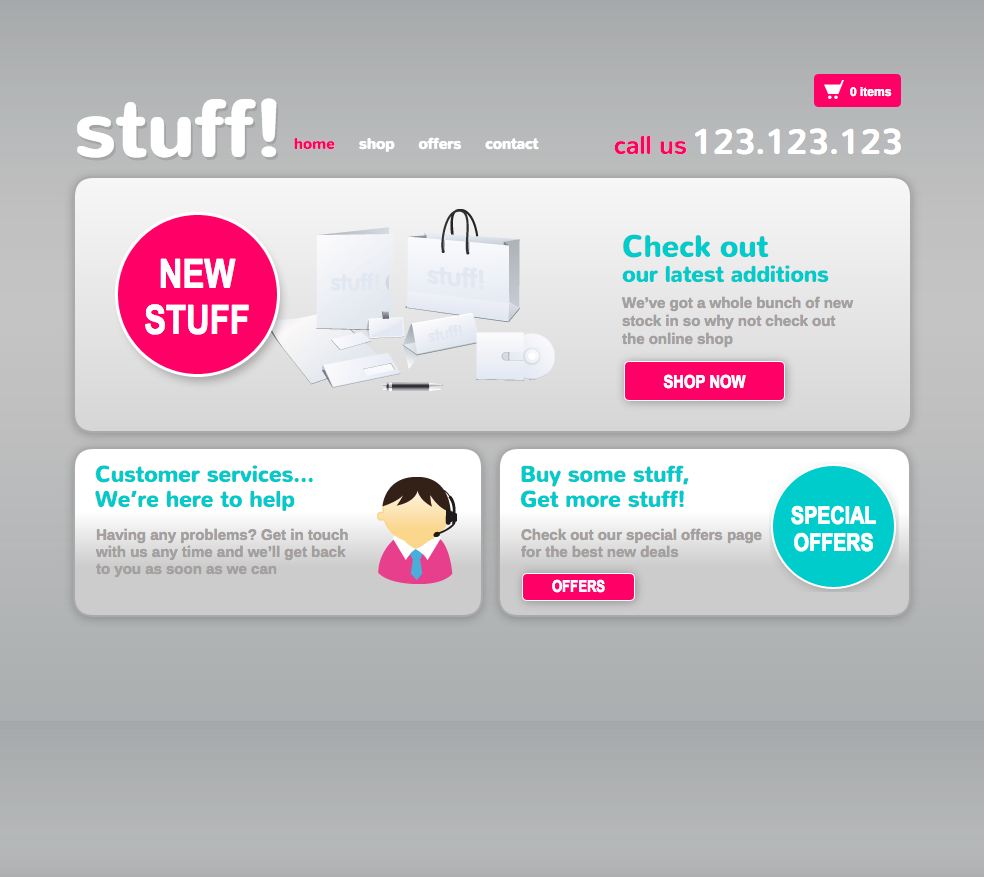 0 items
stuff!
home shop offers contact
call us 123.123.123
NEW
STUFF
stuff!
stuff!
stuff!
Check out
our latest additions
We've got a whole bunch of new
stock in so why not check out
the online shop
SHOP NOW
Customer services...
We're here to help
Having any problems? Get in touch
with us any time and we'll get back
to you as soon as we can
Buy some stuff,
Get more stuff!
Check out our special offers page
for the best new deals
OFFERS
SPECIAL
OFFERS